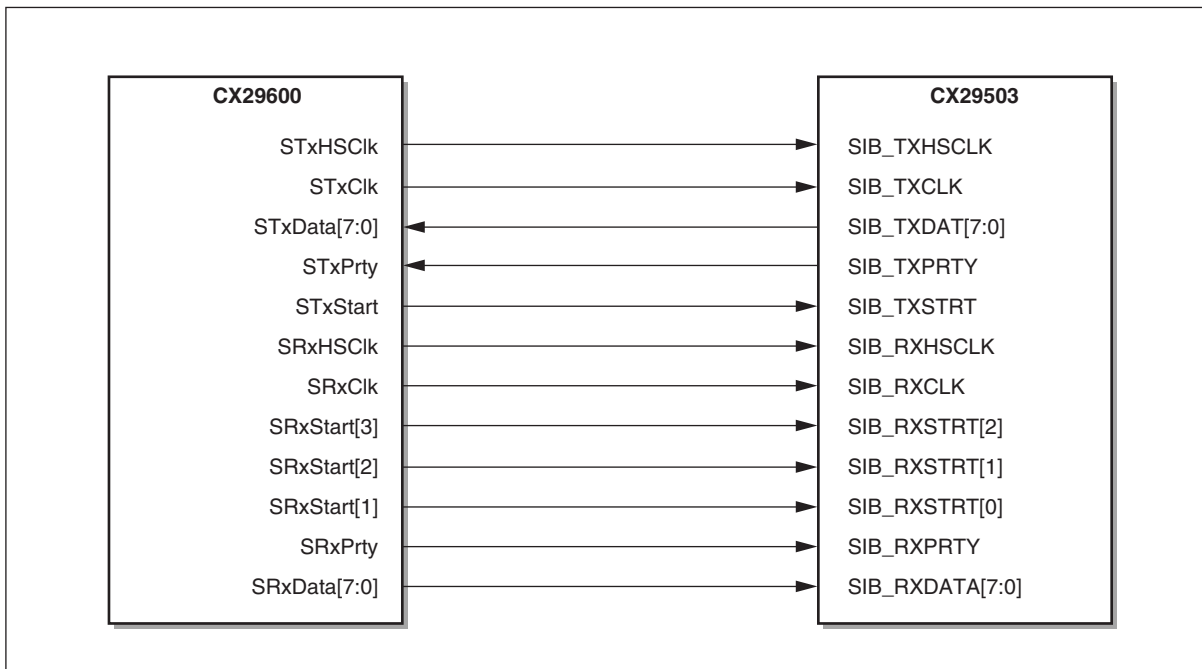 CX29600
CX29503
STxHSClk
SIB_TXHSCLK
STxClk
SIB_TXCLK
STxData[7:0]
SIB_TXDAT[7:0]
STxPrty
SIB_TXPRTY
STxStart
SIB_TXSTRT
SRxHSClk
SIB_RXHSCLK
SRxClk
SIB_RXCLK
SRxStart[3]
SIB_RXSTRT[2]
SRxStart[2]
SIB_RXSTRT[1]
SRxStart[1]
SIB_RXSTRT[0]
SRxPrty
SIB_RXPRTY
SRxData[7:0]
SIB_RXDATA[7:0]